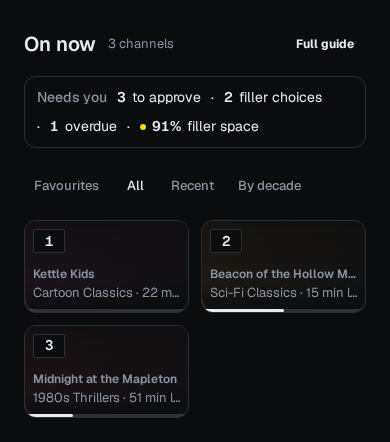 On now 3 channels Full guide
Needs you 3 to approve · 2 filler choices
· 1 overdue · 91% filler space
Favourites All Recent By decade
1
Kettle Kids
Cartoon Classics · 22 m...
2
Beacon of the Hollow M...
Sci-Fi Classics · 15 min l...
3
Midnight at the Mapleton
1980s Thrillers · 51 min l...